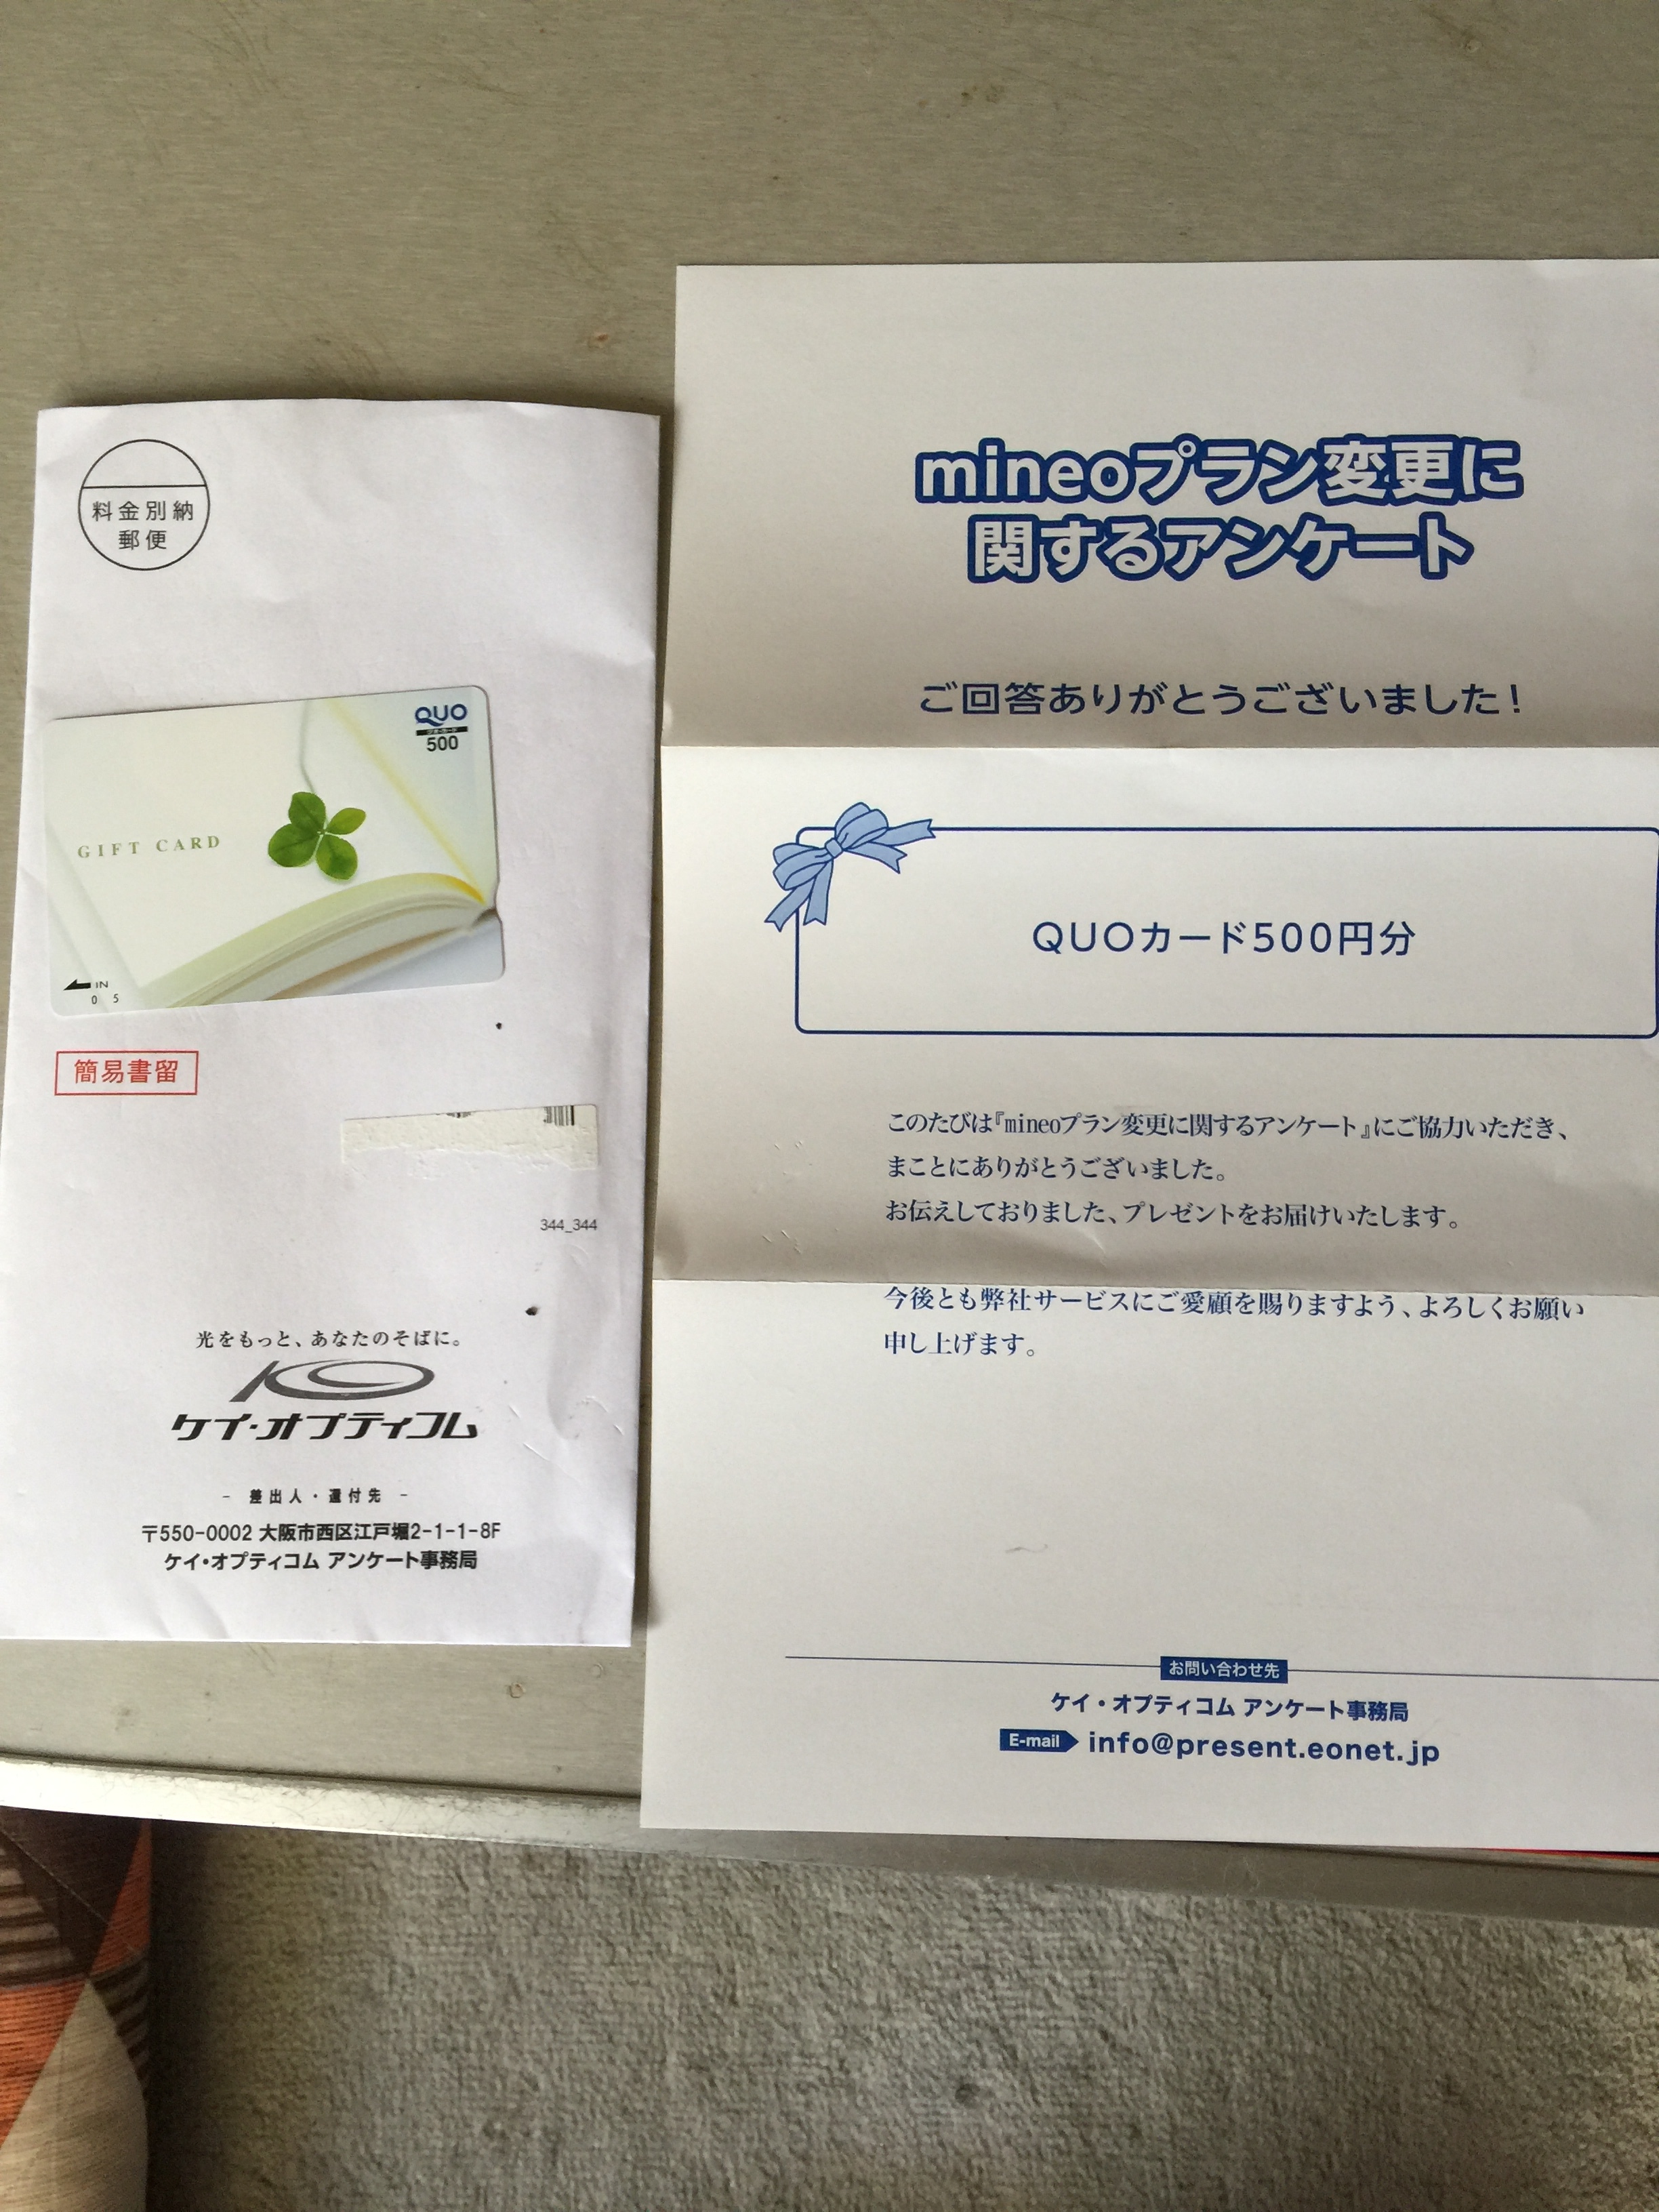 料金別納
郵便
QUO
500
GIFT CARD
IN
0 5
簡易書留
344_344
光をもっと、あなたのそばに。
ケイ・オプティコム
- 差出人・還付先 -
〒550-0002 大阪市西区江戸堀2-1-1-8F
ケイ・オプティコム アンケート事務局
mineoプラン変更に
関するアンケート
ご回答ありがとうございました!
QUOカード500円分
このたびは『mineoプラン変更に関するアンケート』にご協力いただき、
まことにありがとうございました。
お伝えしておりました、プレゼントをお届けいたします。
今後とも弊社サービスにご愛顧を賜りますよう、よろしくお願い
申し上げます。
お問い合わせ先
ケイ・オプティコム アンケート事務局
E-mail info@present.eonet.jp